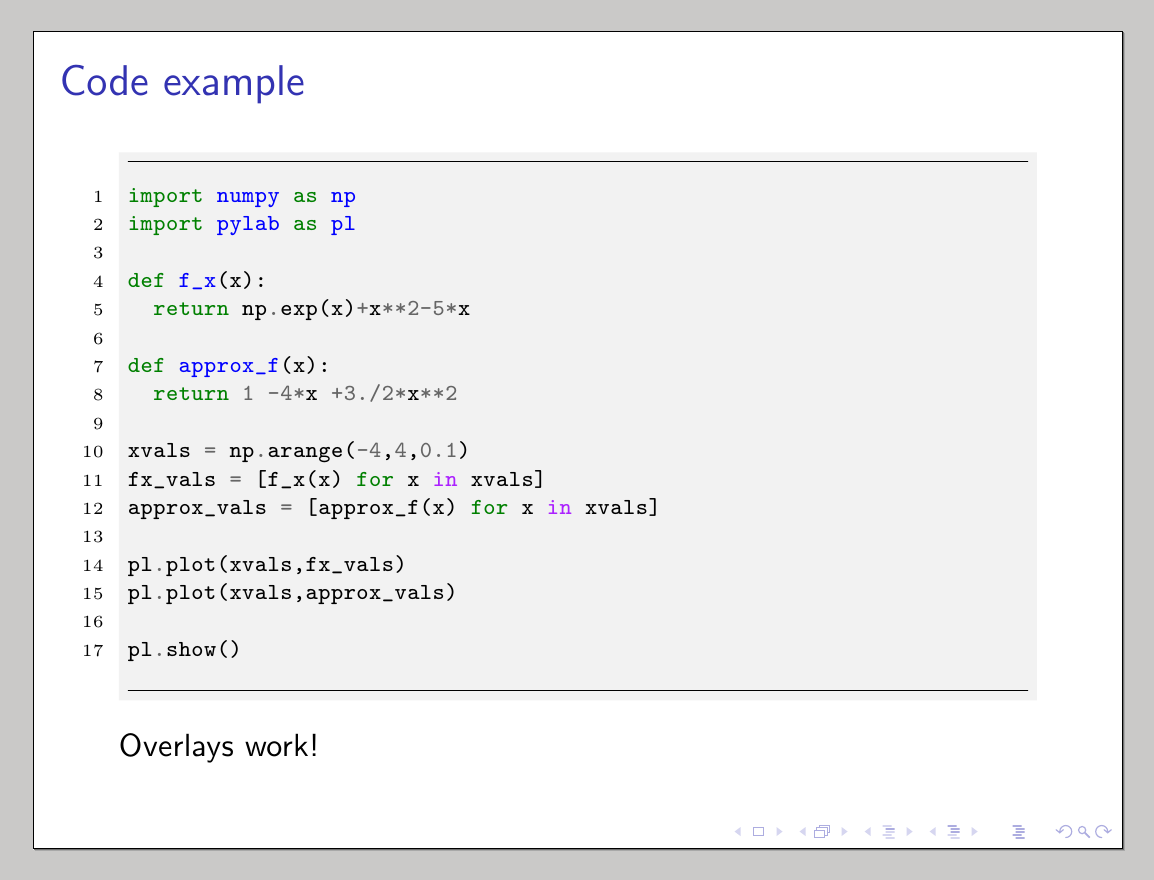 Code example
1 import numpy as np
2 import pylab as pl
3
4 def f_x(x):
5   return np.exp(x)+x**2-5*x
6
7 def approx_f(x):
8   return 1 -4*x +3./2*x**2
9
10 xvals = np.arange(-4,4,0.1)
11 fx_vals = [f_x(x) for x in xvals]
12 approx_vals = [approx_f(x) for x in xvals]
13
14 pl.plot(xvals,fx_vals)
15 pl.plot(xvals,approx_vals)
16
17 pl.show()
Overlays work!